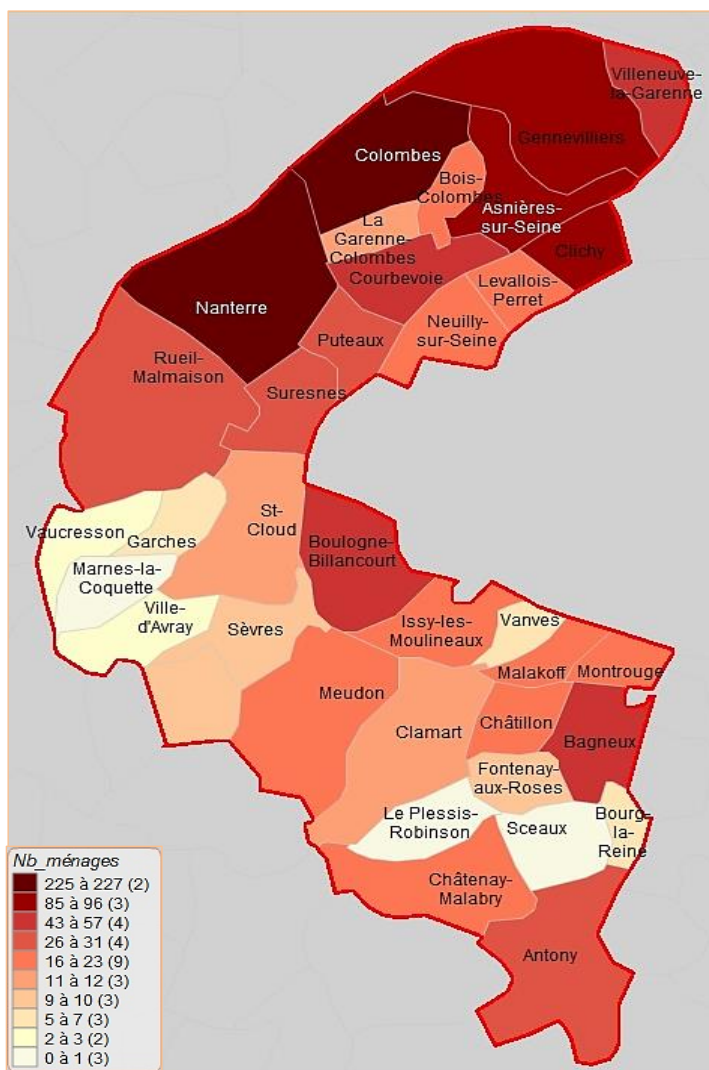 Villeneuve-
la-Garenne
Gennevilliers
Colombes
Bois-
Colombes
Asnières-
sur-Seine
La
Garenne-
Colombes
Clichy
Courbevoie
Levallois-
Perret
Nanterre
Neuilly-
sur-Seine
Puteaux
Rueil-
Malmaison
Suresnes
St-
Cloud
Vaucresson
Garches
Boulogne-
Billancourt
Marnes-la-
Coquette
Ville-
d'Avray
Sèvres
Issy-les-
Moulineaux
Vanves
Malakoff
Montrouge
Meudon
Clamart
Châtillon
Bagneux
Fontenay-
aux-Roses
Le Plessis-
Robinson
Sceaux
Bourg-
la-
Reine
Châtenay-
Malabry
Antony
Nb_ménages
225 à 227 (2)
85 à 96 (3)
43 à 57 (4)
26 à 31 (4)
16 à 23 (9)
11 à 12 (3)
9 à 10 (3)
5 à 7 (3)
2 à 3 (2)
0 à 1 (3)